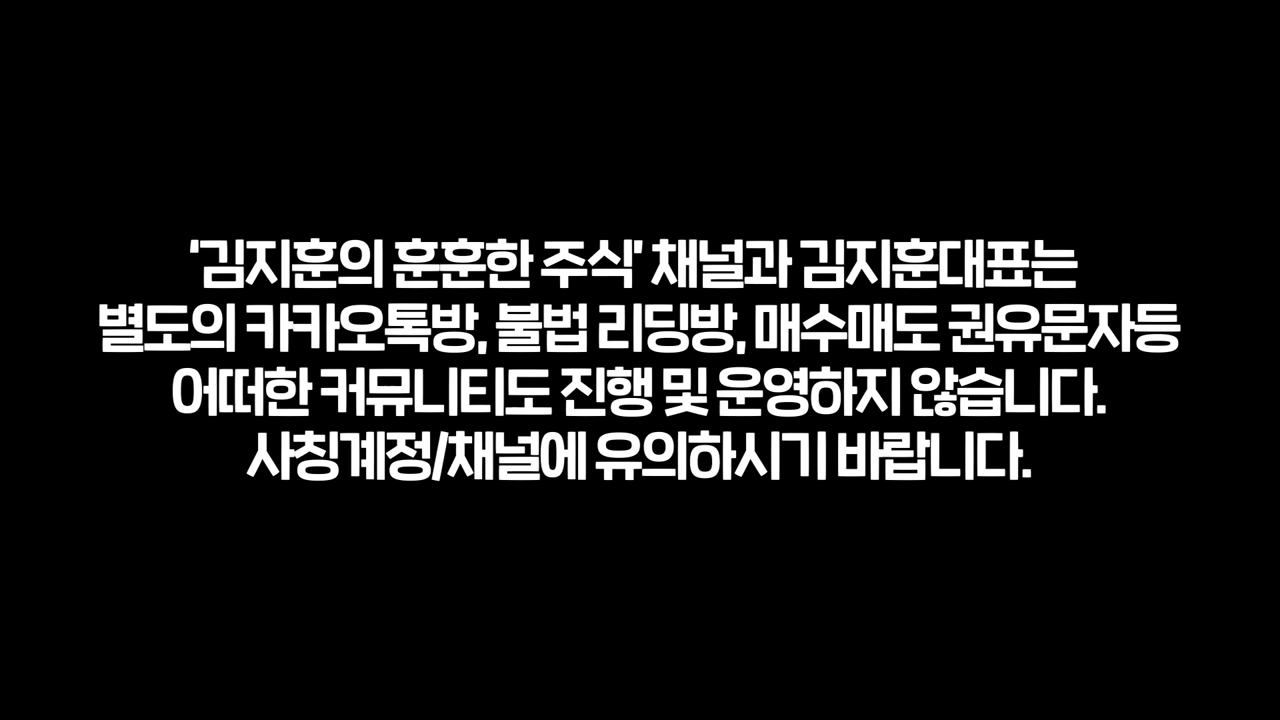 ‘김지훈의 훈훈한 주식’ 채널과 김지훈대표는
별도의 카카오톡방, 불법 리딩방, 매수매도 권유문자등
어떠한 커뮤니티도 진행 및 운영하지 않습니다.
사칭계정/채널에 유의하시기 바랍니다.